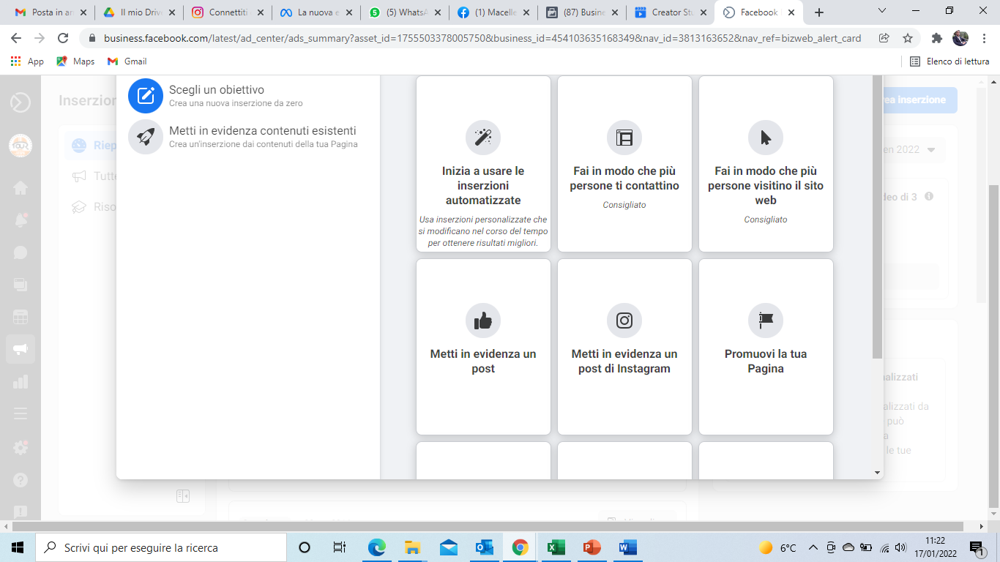 Posta in arr
Il mio Drive
Connettiti
La nuova e
(5) WhatsA
(1) Macelle
(87) Busine
Creator Stu
Facebook
business.facebook.com/latest/ad_center/ads_summary?asset_id=1755503378005750&business_id=454103635168349&nav_id=3813163652&nav_ref=bizweb_alert_card
App
Maps
Gmail
Elenco di lettura
Inserzion
rea inserzione
Scegli un obiettivo
Crea una nuova inserzione da zero
Metti in evidenza contenuti esistenti
Crea un'inserzione dai contenuti della tua Pagina
Riep
Tutte
Riso
en 2022
deo di 3
Inizia a usare le
inserzioni
automatizzate
Usa inserzioni personalizzate che
si modificano nel corso del tempo
per ottenere risultati migliori.
Fai in modo che più
persone ti contattino
Consigliato
Fai in modo che più
persone visitino il sito
web
Consigliato
Metti in evidenza un
post
Metti in evidenza un
post di Instagram
Promuovi la tua
Pagina
nalizzati
alizzati da
può
a
le tue
Scrivi qui per eseguire la ricerca
6°C
11:22
17/01/2022
1